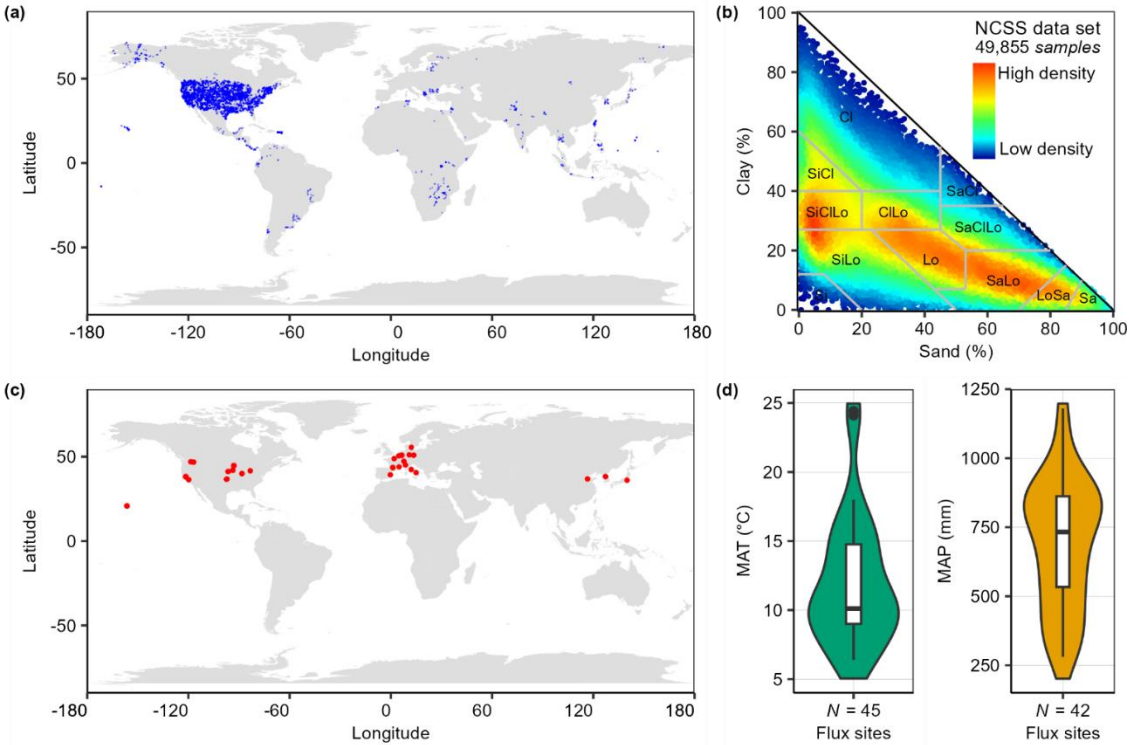 (a)
Latitude
50
0
-50
-180 -120 -60 0 60 120 180
Longitude
(b)
NCSS data set
49,855 samples
High density
Low density
Clay (%)
100
80
60
40
20
0
Cl
SiCl
SaCl
SiClLo
ClLo
SaClLo
SiLo
Lo
SaLo
LoSa
Sa
Si
0 20 40 60 80 100
Sand (%)
(c)
Latitude
50
0
-50
-180 -120 -60 0 60 120 180
Longitude
(d)
MAT (°C)
25
20
15
10
5
N = 45
Flux sites
MAP (mm)
1250
1000
750
500
250
N = 42
Flux sites